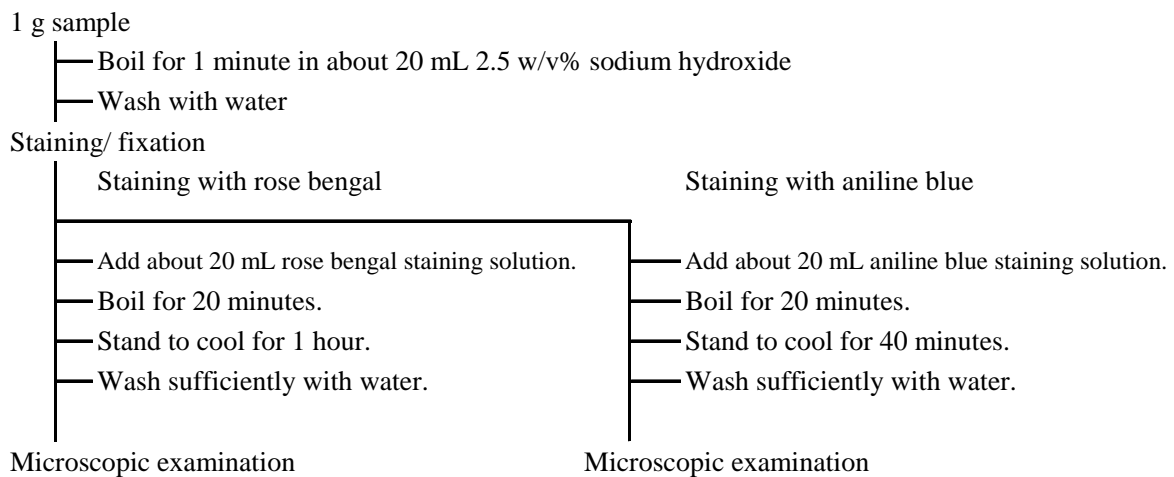 1 g sample
Boil for 1 minute in about 20 mL 2.5 w/v% sodium hydroxide
Wash with water
Staining/ fixation
Staining with rose bengal
Staining with aniline blue
Add about 20 mL rose bengal staining solution.
Add about 20 mL aniline blue staining solution.
Boil for 20 minutes.
Boil for 20 minutes.
Stand to cool for 1 hour.
Stand to cool for 40 minutes.
Wash sufficiently with water.
Wash sufficiently with water.
Microscopic examination
Microscopic examination